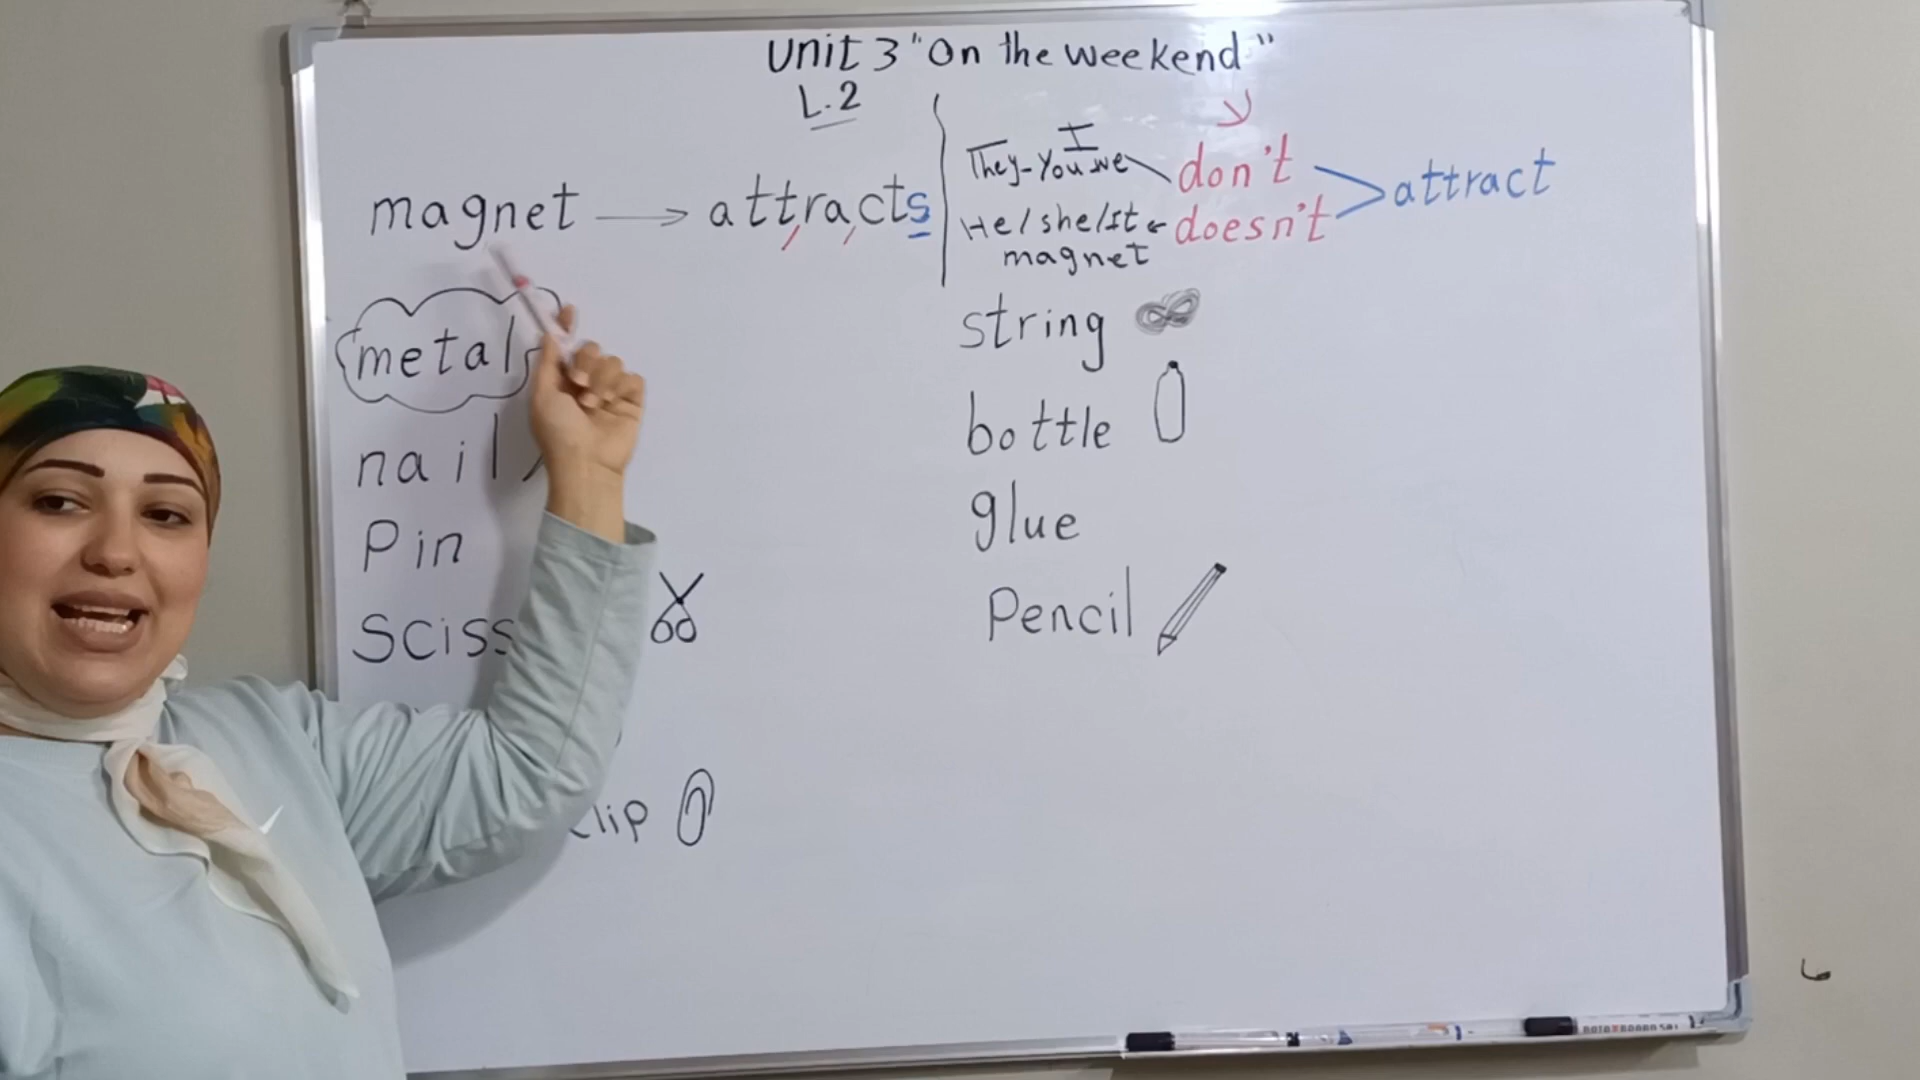 Unit 3 "On the weekend"
L.2
magnet → attracts
I
They-You-we don't
He/she/It doesn't > attract
magnet
metal
nail
Pin
Sciss
clip
string
bottle
glue
Pencil